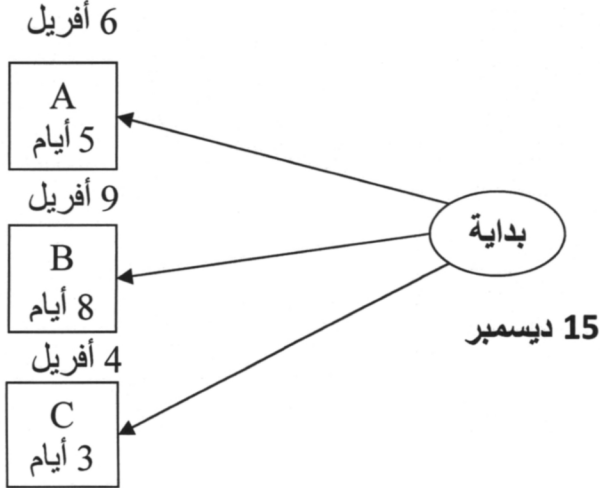 6 أفريل
A
5 أيام
9 أفريل
B
8 أيام
4 أفريل
C
3 أيام
بداية
15 ديسمبر